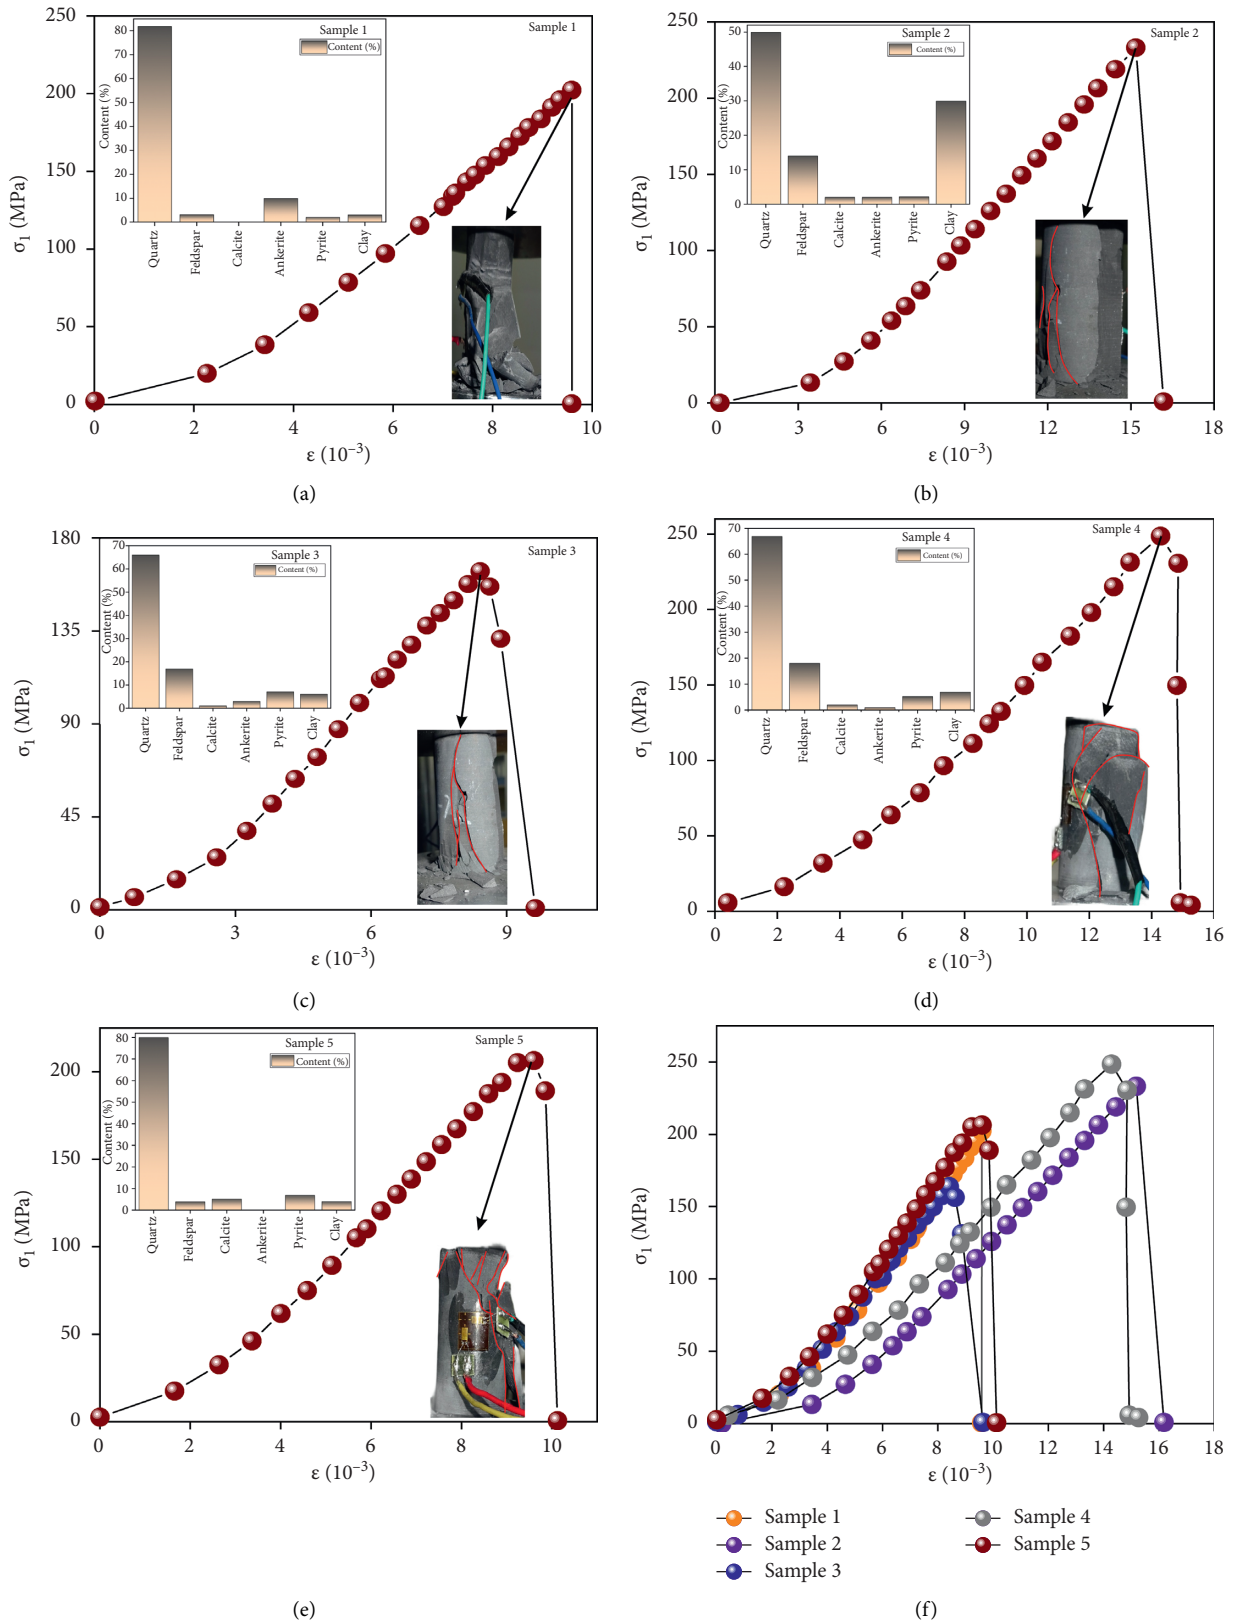 Sample 1
Sample 1
Content (%)
Content (%)
80
70
60
50
40
30
20
10
0
Quartz
Feldspar
Calcite
Ankerite
Pyrite
Clay
σ1 (MPa)
250
200
150
100
50
0
0 2 4 6 8 10
ε (10–3)
(a)
Sample 2
Sample 2
Content (%)
Content (%)
50
40
30
20
10
0
Quartz
Feldspar
Calcite
Ankerite
Pyrite
Clay
σ1 (MPa)
250
200
150
100
50
0
0 3 6 9 12 15 18
ε (10–3)
(b)
Sample 3
Sample 3
Content (%)
Content (%)
70
60
50
40
30
20
10
0
Quartz
Feldspar
Calcite
Ankerite
Pyrite
Clay
σ1 (MPa)
180
135
90
45
0
0 3 6 9
ε (10–3)
(c)
Sample 4
Sample 4
Content (%)
Content (%)
70
60
50
40
30
20
10
0
Quartz
Feldspar
Calcite
Ankerite
Pyrite
Clay
σ1 (MPa)
250
200
150
100
50
0
0 2 4 6 8 10 12 14 16
ε (10–3)
(d)
Sample 5
Sample 5
Content (%)
Content (%)
80
70
60
50
40
30
20
10
0
Quartz
Feldspar
Calcite
Ankerite
Pyrite
Clay
σ1 (MPa)
200
150
100
50
0
0 2 4 6 8 10
ε (10–3)
(e)
σ1 (MPa)
250
200
150
100
50
0
0 2 4 6 8 10 12 14 16 18
ε (10–3)
Sample 1
Sample 2
Sample 3
Sample 4
Sample 5
(f)